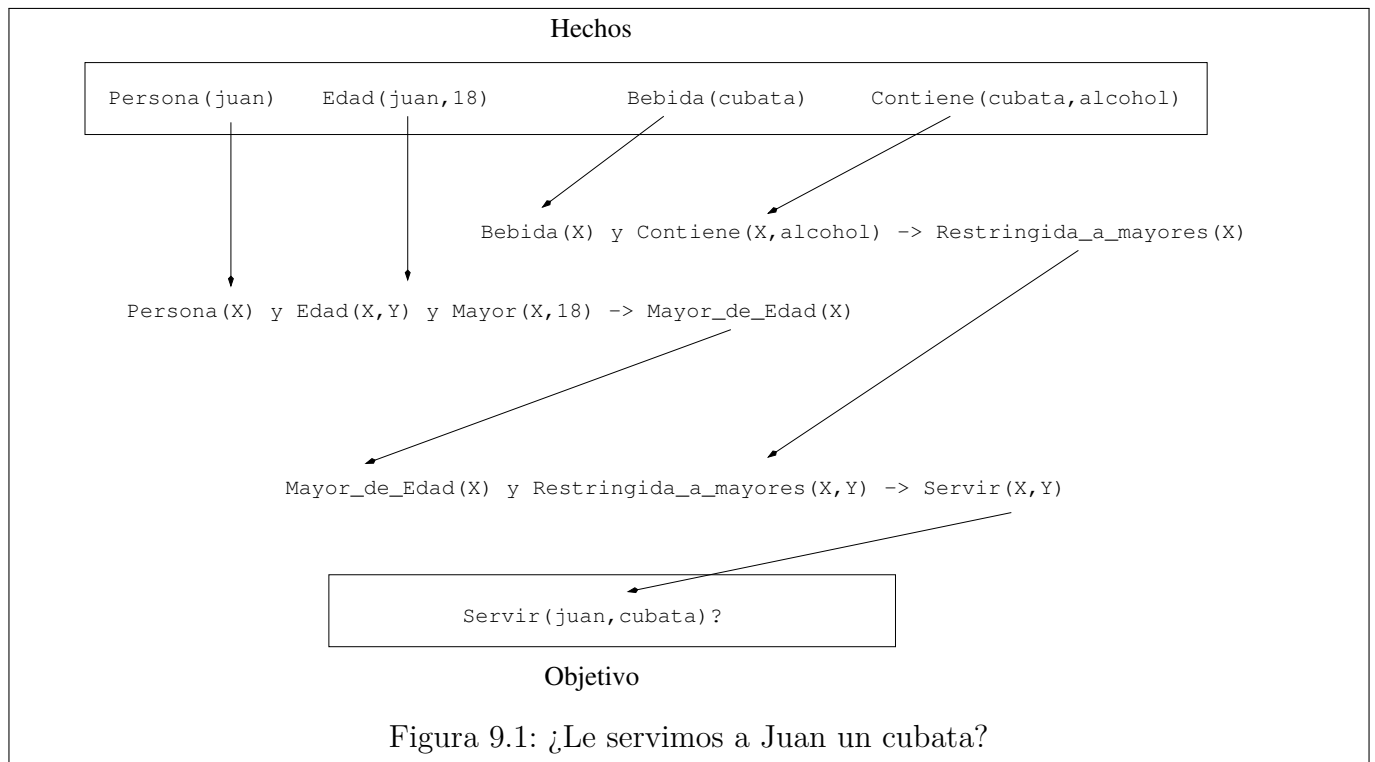 Hechos
Persona(juan) Edad(juan,18) Bebida(cubata) Contiene(cubata,alcohol)
Bebida(X) y Contiene(X,alcohol) -> Restringida_a_mayores(X)
Persona(X) y Edad(X,Y) y Mayor(X,18) -> Mayor_de_Edad(X)
Mayor_de_Edad(X) y Restringida_a_mayores(X,Y) -> Servir(X,Y)
Servir(juan,cubata)?
Objetivo
Figura 9.1: ¿Le servimos a Juan un cubata?